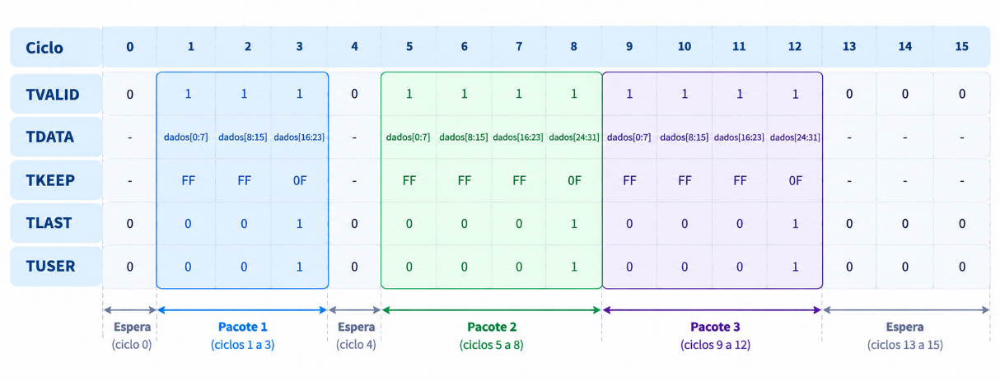 Ciclo 0 1 2 3 4 5 6 7 8 9 10 11 12 13 14 15
TVALID 0 1 1 1 0 1 1 1 1 1 1 1 1 0 0 0
TDATA - dados[0:7] dados[8:15] dados[16:23] - dados[0:7] dados[8:15] dados[16:23] dados[24:31] dados[0:7] dados[8:15] dados[16:23] dados[24:31] - - -
TKEEP - FF FF 0F - FF FF FF 0F FF FF FF 0F - - -
TLAST 0 0 0 1 0 0 0 0 1 0 0 0 1 0 0 0
TUSER 0 0 0 1 0 0 0 0 1 0 0 0 1 0 0 0
Espera Pacote 1 Espera Pacote 2 Pacote 3 Espera
(ciclo 0) (ciclos 1 a 3) (ciclo 4) (ciclos 5 a 8) (ciclos 9 a 12) (ciclos 13 a 15)